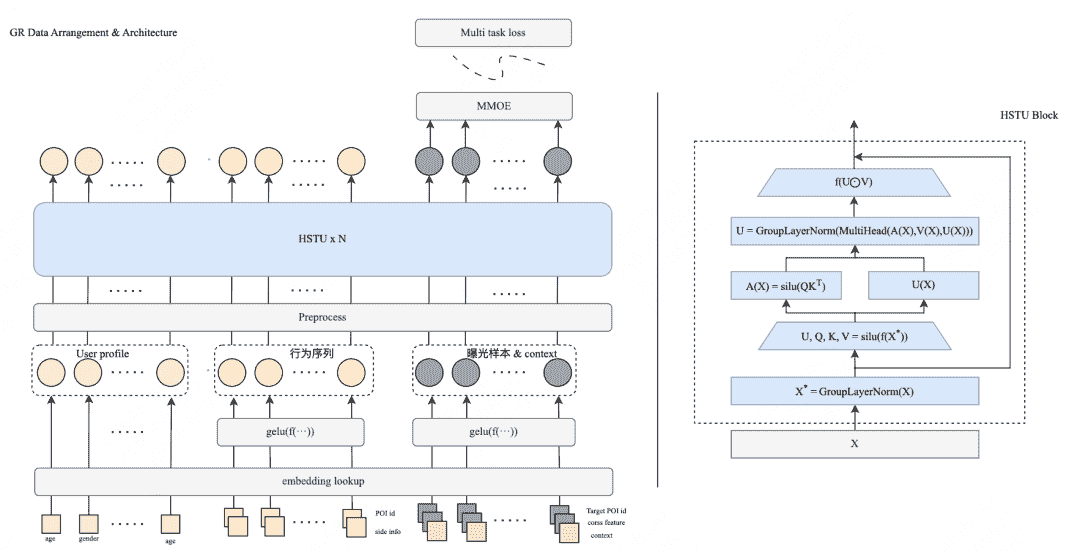 GR Data Arrangement & Architecture
Multi task loss
MMOE
HSTU x N
Preprocess
User profile
行为序列
曝光样本 & context
gelu(f(⋯))
gelu(f(⋯))
embedding lookup
age
gender
age
POI id
side info
Target POI id
corss feature
context
HSTU Block
f(U⊙V)
U = GroupLayerNorm(MultiHead(A(X),V(X),U(X)))
A(X) = silu(QKᵀ)
U(X)
U, Q, K, V = silu(f(X*))
X* = GroupLayerNorm(X)
X